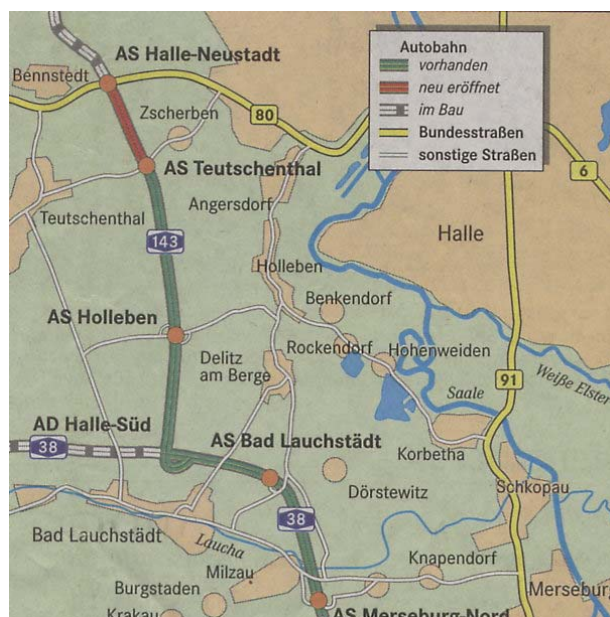 AS Halle-Neustadt
Bennstedt
Autobahn
vorhanden
neu eröffnet
im Bau
Bundesstraßen
sonstige Straßen
Zscherben
80
AS Teutschenthal
6
Angersdorf
Teutschenthal
143
Halle
Holleben
Benkendorf
AS Holleben
Rockendorf
Hohenweiden
Delitz
am Berge
91
Weiße Elster
Saale
AD Halle-Süd
38
AS Bad Lauchstädt
Korbetha
Dörstewitz
Schkopau
38
Bad Lauchstädt
Laucha
Milzau
Knapendorf
Burgstaden
Merseburg
Krakau
AS Merseburg-Nord